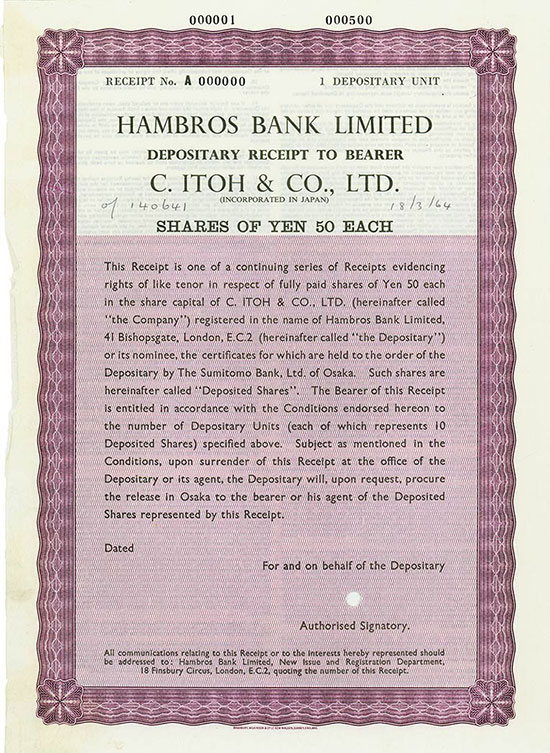 000001 000500
RECEIPT No. A 000000 1 DEPOSITARY UNIT
HAMBROS BANK LIMITED
DEPOSITARY RECEIPT TO BEARER
C. ITOH & CO., LTD.
(INCORPORATED IN JAPAN)
of 140641 18/3/64
SHARES OF YEN 50 EACH
This Receipt is one of a continuing series of Receipts evidencing
rights of like tenor in respect of fully paid shares of Yen 50 each
in the share capital of C. ITOH & CO., LTD. (hereinafter called
"the Company") registered in the name of Hambros Bank Limited,
41 Bishopsgate, London, E.C.2 (hereinafter called "the Depositary")
or its nominee, the certificates for which are held to the order of the
Depositary by The Sumitomo Bank, Ltd. of Osaka. Such shares are
hereinafter called "Deposited Shares". The Bearer of this Receipt
is entitled in accordance with the Conditions endorsed hereon to
the number of Depositary Units (each of which represents 10
Deposited Shares) specified above. Subject as mentioned in the
Conditions, upon surrender of this Receipt at the office of the
Depositary or its agent, the Depositary will, upon request, procure
the release in Osaka to the bearer or his agent of the Deposited
Shares represented by this Receipt.
Dated
For and on behalf of the Depositary
Authorised Signatory.
All communications relating to this Receipt or to the interests hereby represented should
be addressed to: Hambros Bank Limited, New Issue and Registration Department,
18 Finsbury Circus, London, E.C.2, quoting the number of this Receipt.